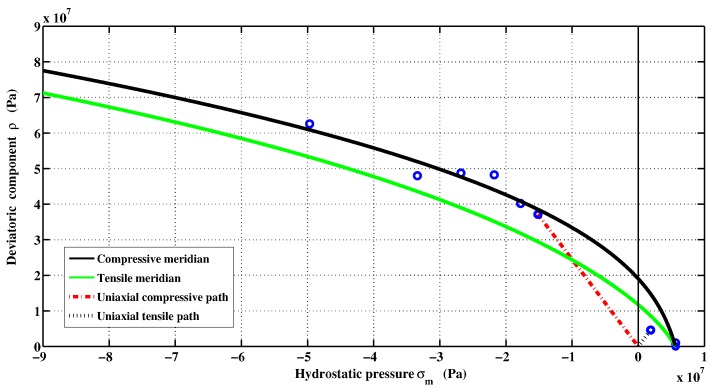 x 10^7
9
8
7
6
5
4
3
2
1
0
Deviatoric component ρ (Pa)
Compressive meridian
Tensile meridian
Uniaxial compressive path
Uniaxial tensile path
−9 −8 −7 −6 −5 −4 −3 −2 −1 0 1
x 10^7
Hydrostatic pressure σ_m (Pa)